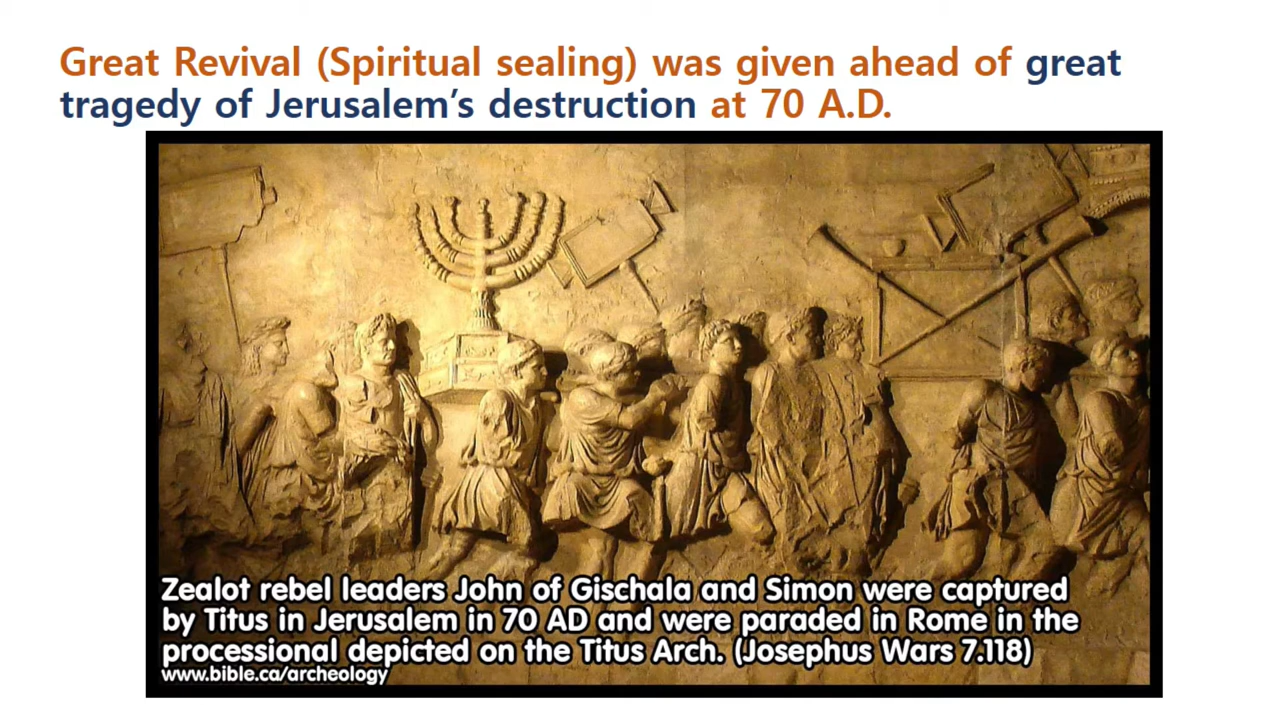 Great Revival (Spiritual sealing) was given ahead of great
tragedy of Jerusalem’s destruction at 70 A.D.
Zealot rebel leaders John of Gischala and Simon were captured
by Titus in Jerusalem in 70 AD and were paraded in Rome in the
processional depicted on the Titus Arch. (Josephus Wars 7.118)
www.bible.ca/archeology